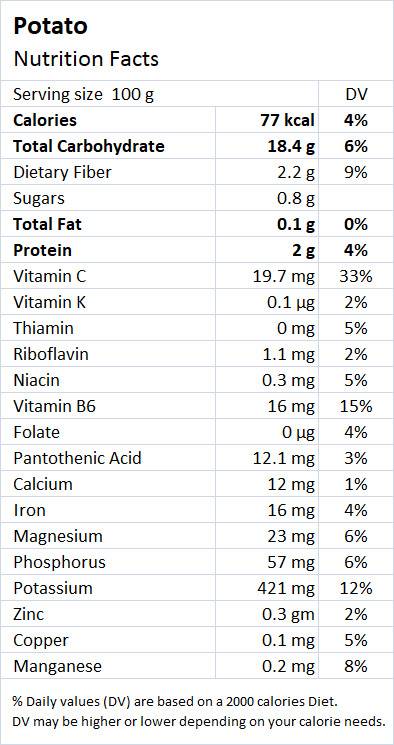 Potato
Nutrition Facts
Serving size 100 g DV
Calories 77 kcal 4%
Total Carbohydrate 18.4 g 6%
Dietary Fiber 2.2 g 9%
Sugars 0.8 g
Total Fat 0.1 g 0%
Protein 2 g 4%
Vitamin C 19.7 mg 33%
Vitamin K 0.1 µg 2%
Thiamin 0 mg 5%
Riboflavin 1.1 mg 2%
Niacin 0.3 mg 5%
Vitamin B6 16 mg 15%
Folate 0 µg 4%
Pantothenic Acid 12.1 mg 3%
Calcium 12 mg 1%
Iron 16 mg 4%
Magnesium 23 mg 6%
Phosphorus 57 mg 6%
Potassium 421 mg 12%
Zinc 0.3 gm 2%
Copper 0.1 mg 5%
Manganese 0.2 mg 8%
% Daily values (DV) are based on a 2000 calories Diet.
DV may be higher or lower depending on your calorie needs.